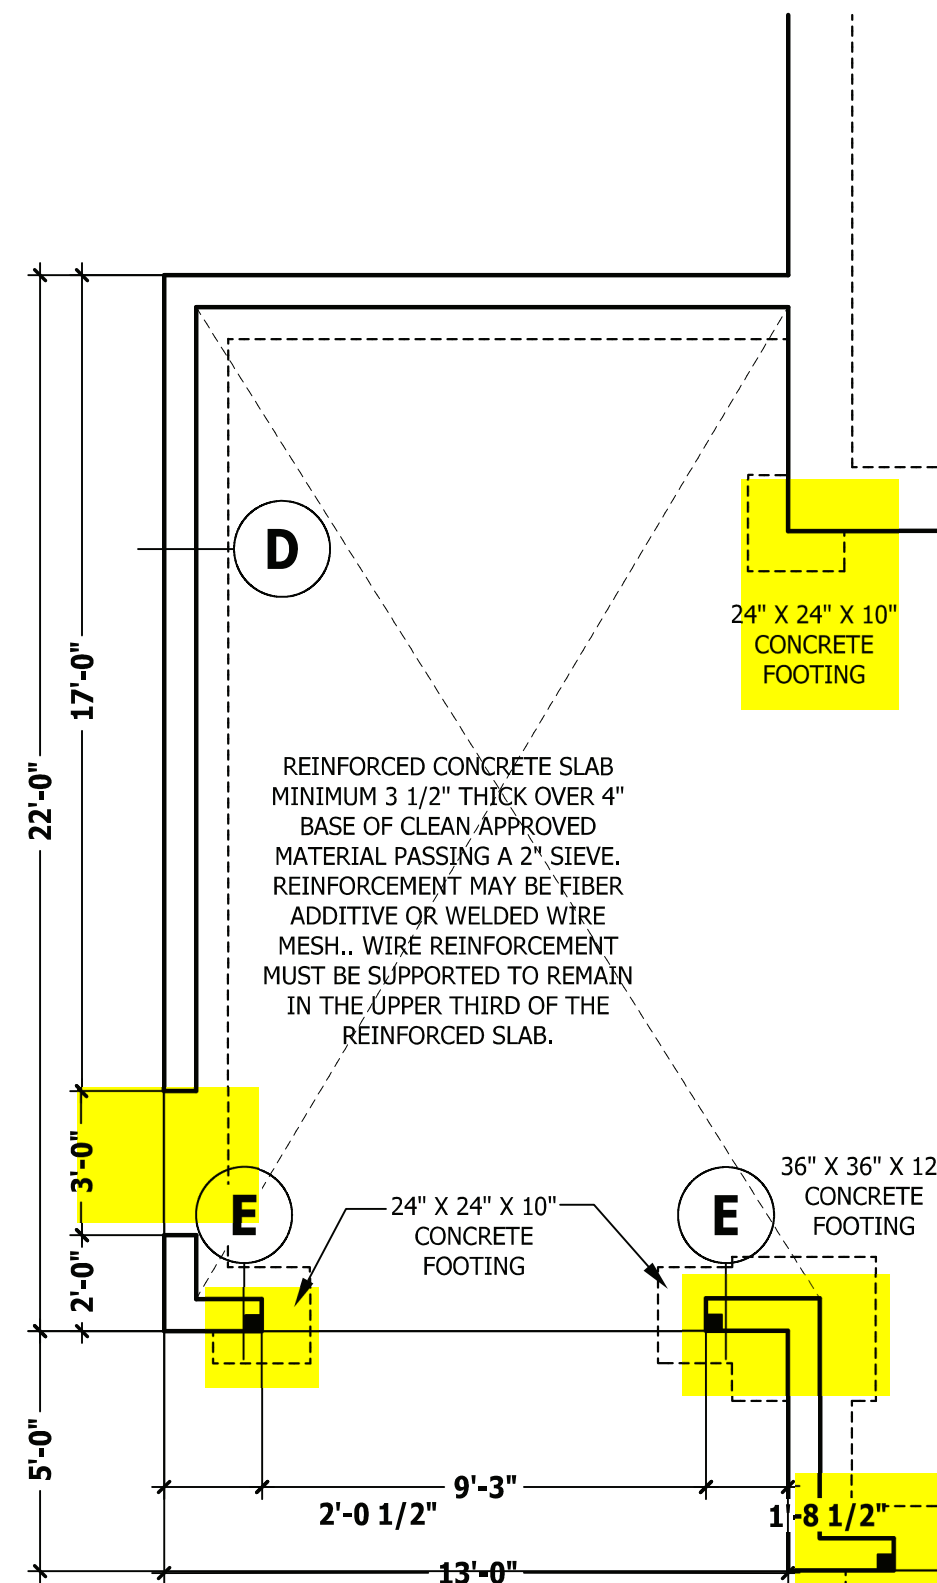 D
24" X 24" X 10"
CONCRETE
FOOTING
17'-0"
22'-0"
REINFORCED CONCRETE SLAB
MINIMUM 3 1/2" THICK OVER 4"
BASE OF CLEAN APPROVED
MATERIAL PASSING A 2" SIEVE.
REINFORCEMENT MAY BE FIBER
ADDITIVE OR WELDED WIRE
MESH.. WIRE REINFORCEMENT
MUST BE SUPPORTED TO REMAIN
IN THE UPPER THIRD OF THE
REINFORCED SLAB.
3'-0"
E
24" X 24" X 10"
CONCRETE
FOOTING
E
36" X 36" X 12
CONCRETE
FOOTING
2'-0"
5'-0"
9'-3"
2'-0 1/2"
1'-8 1/2"
13'-0"